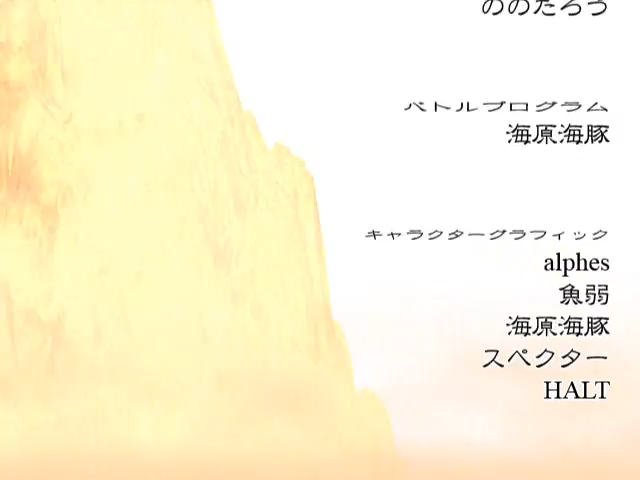 ののたろう
バトルプログラム
海原海豚
キャラクターグラフィック
alphes
魚弱
海原海豚
スペクター
HALT